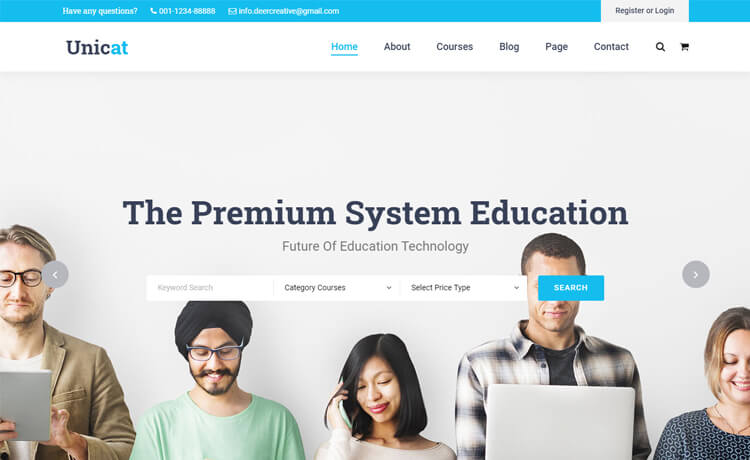 Have any questions? 001-1234-88888 info.deercreative@gmail.com Register or Login
Unicat Home About Courses Blog Page Contact
The Premium System Education
Future Of Education Technology
Keyword Search Category Courses Select Price Type SEARCH